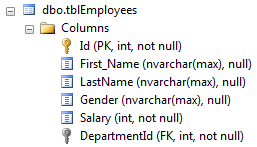 dbo.tblEmployees
Columns
Id (PK, int, not null)
First_Name (nvarchar(max), null)
LastName (nvarchar(max), null)
Gender (nvarchar(max), null)
Salary (int, not null)
DepartmentId (FK, int, not null)